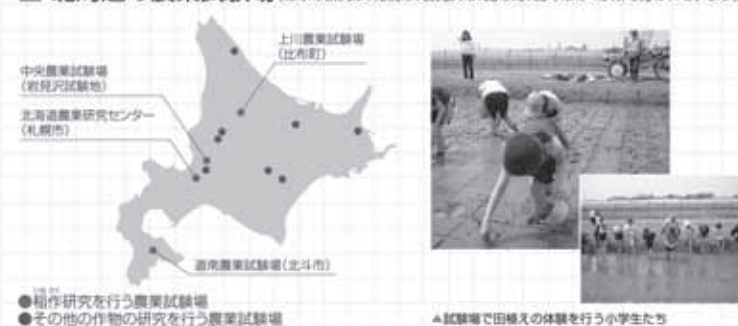 上川農業試験場
(比布町)
中央農業試験場
(岩見沢試験地)
北海道農業研究センター
(札幌市)
道南農業試験場(北斗市)
●稲作研究を行う農業試験場
●その他の作物の研究を行う農業試験場
▲試験場で田植えの体験を行う小学生たち